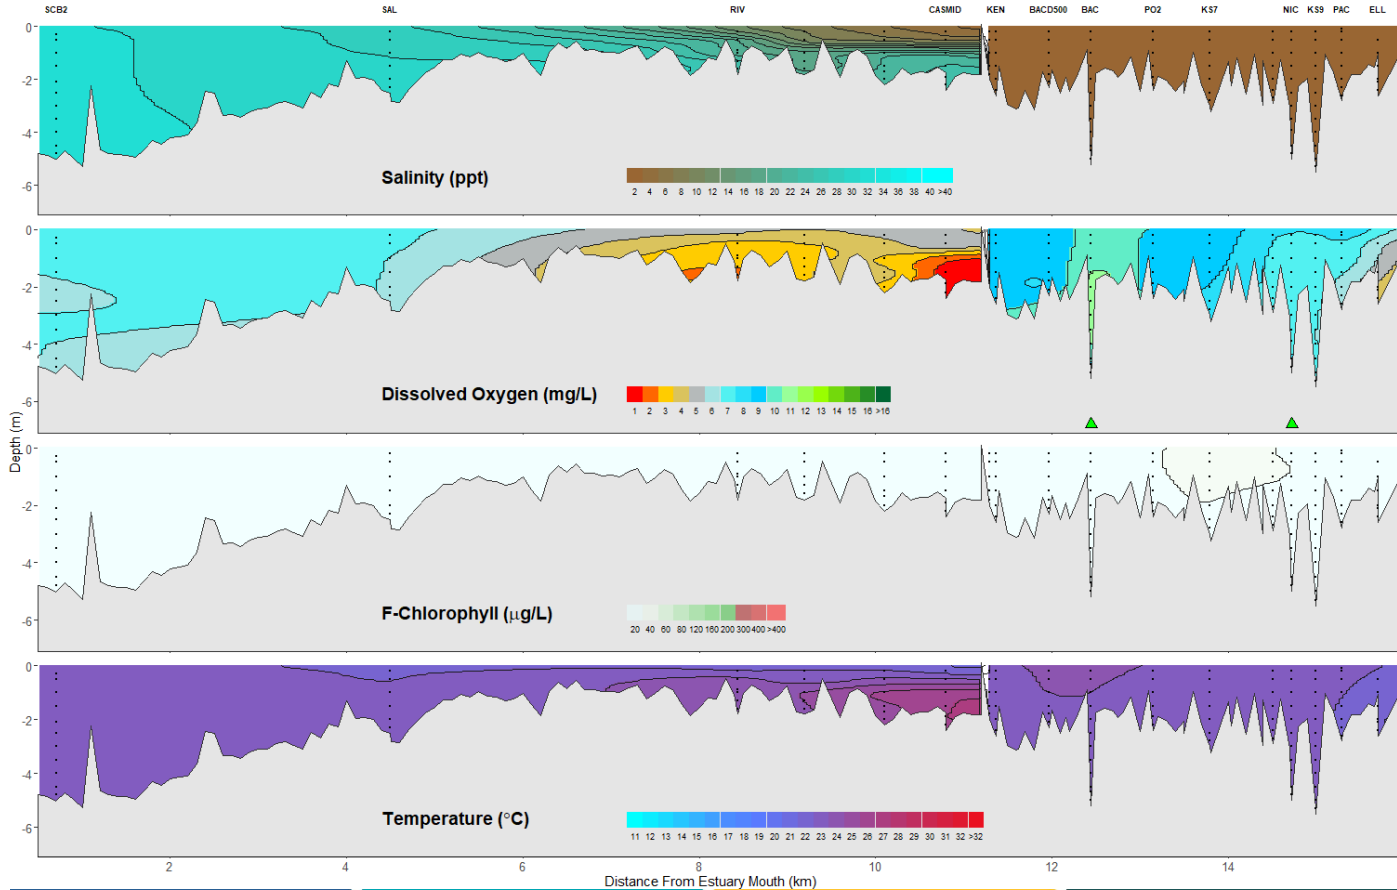 SCB2 SAL RIV CASMID KEN BACD500 BAC PO2 KS7 NIC KS9 PAC ELL
0
-2
-4
-6
Salinity (ppt)
2 4 6 8 10 12 14 16 18 20 22 24 26 28 30 32 34 36 38 40 >40
0
-2
-4
-6
Dissolved Oxygen (mg/L)
1 2 3 4 5 6 7 8 9 10 11 12 13 14 15 16 >16
Depth (m)
0
-2
-4
-6
F-Chlorophyll (µg/L)
20 40 60 80 120 160 200 300 400 >400
0
-2
-4
-6
Temperature (°C)
11 12 13 14 15 16 17 18 19 20 21 22 23 24 25 26 27 28 29 30 31 32 >32
2 4 6 8 10 12 14
Distance From Estuary Mouth (km)